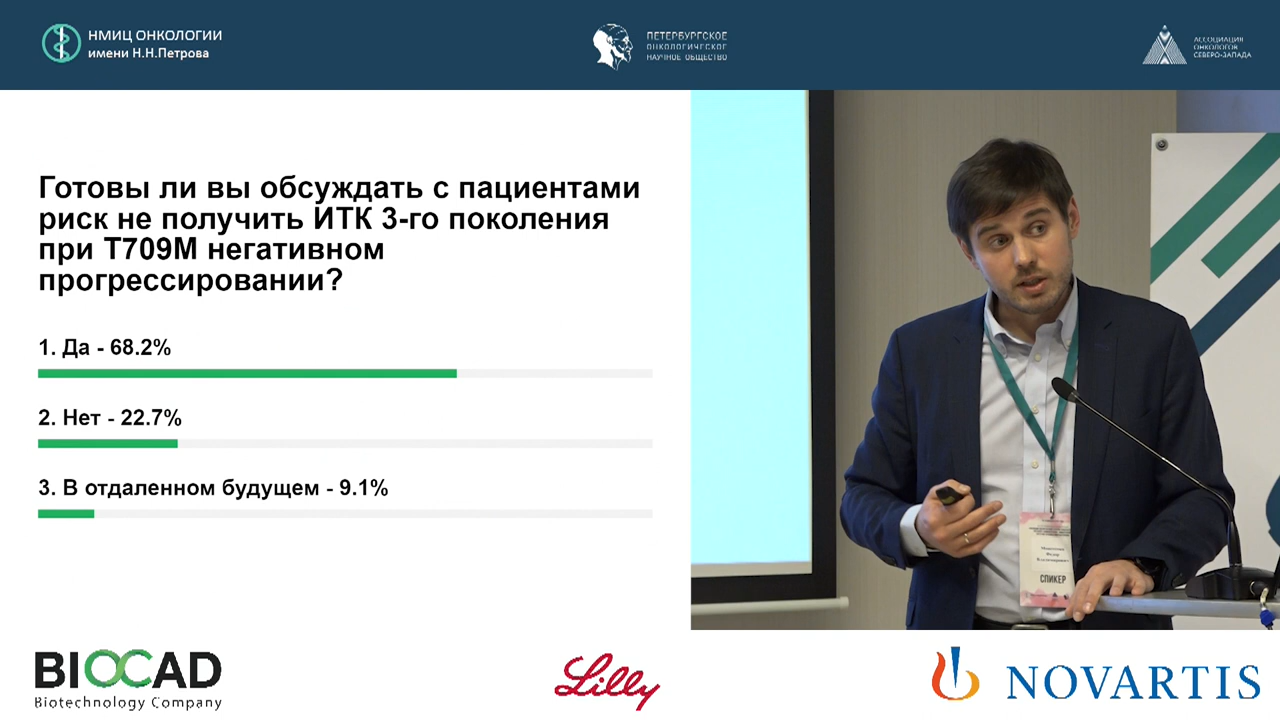 НМИЦ ОНКОЛОГИИ
имени Н.Н.Петрова
ПЕТЕРБУРГСКОЕ
ОНКОЛОГИЧЕСКОЕ
НАУЧНОЕ ОБЩЕСТВО
АССОЦИАЦИЯ
ОНКОЛОГОВ
СЕВЕРО-ЗАПАДА
Готовы ли вы обсуждать с пациентами
риск не получить ИТК 3-го поколения
при T709M негативном
прогрессировании?
1. Да - 68.2%
2. Нет - 22.7%
3. В отдаленном будущем - 9.1%
СПИКЕР
BIOCAD
Biotechnology Company
Lilly
NOVARTIS